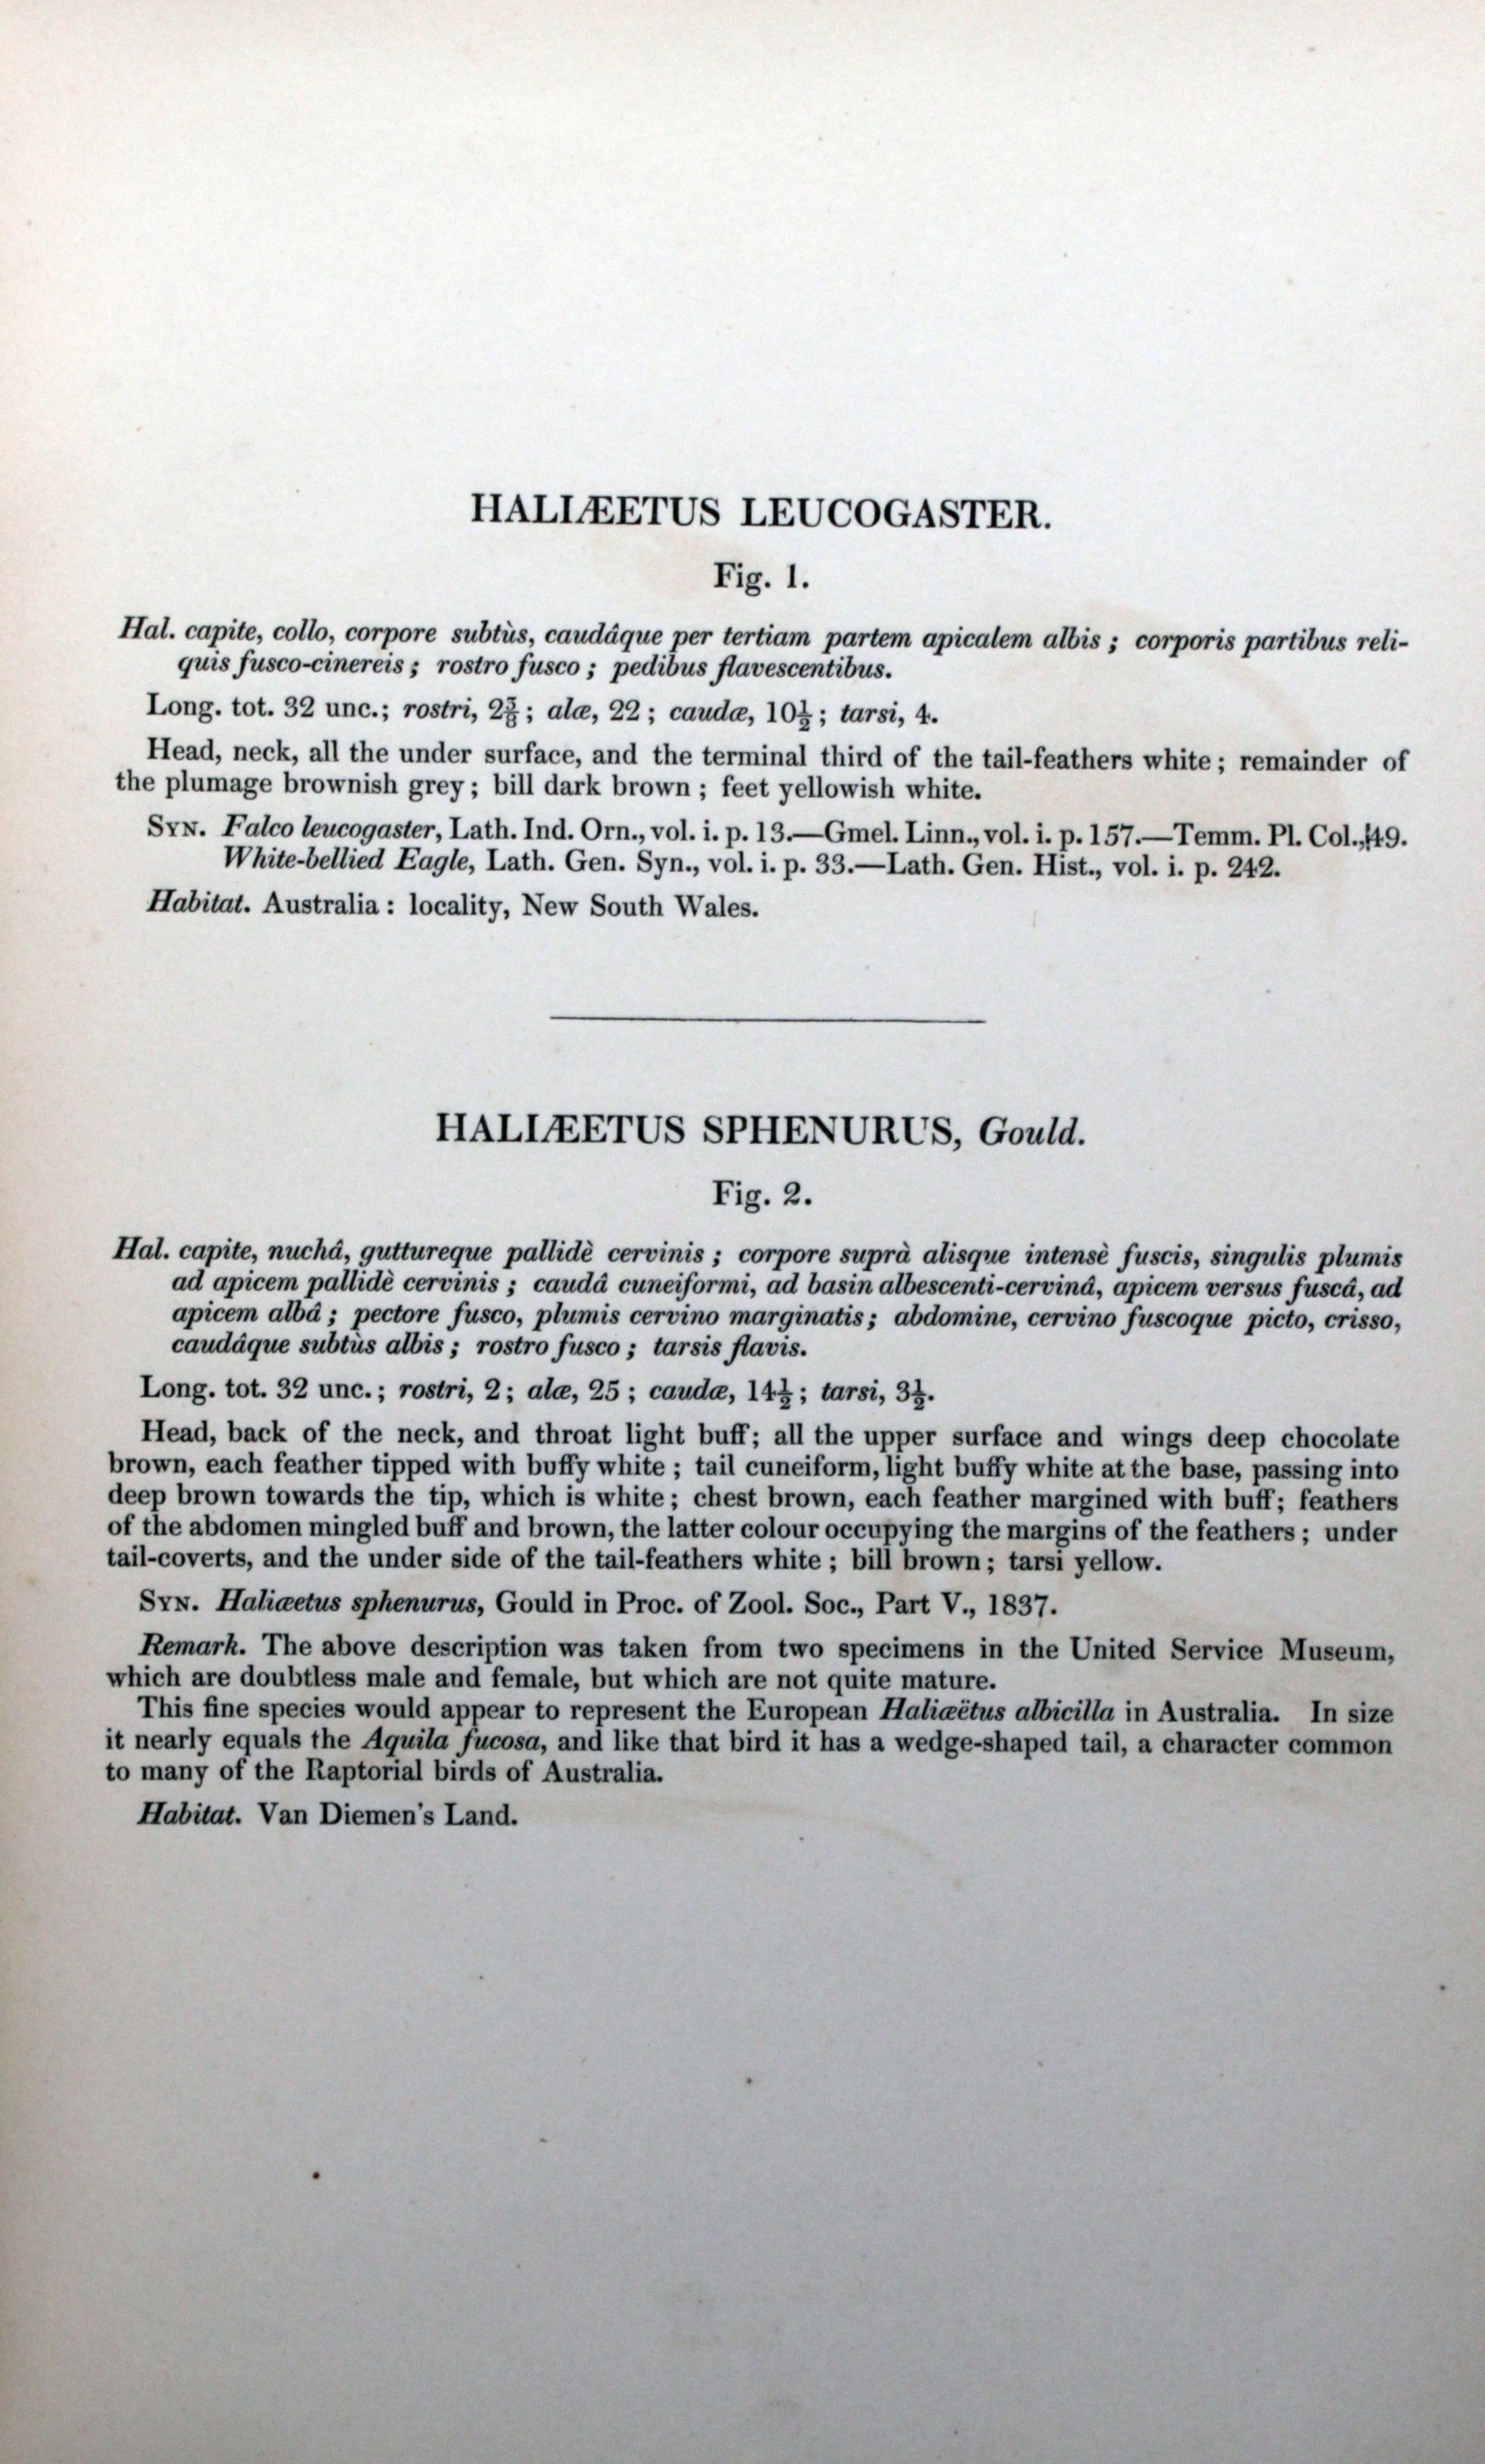 HALIÆETUS LEUCOGASTER.
Fig. 1.
Hal. capite, collo, corpore subtùs, caudâque per tertiam partem apicalem albis ; corporis partibus reli-
quis fusco-cinereis ; rostro fusco ; pedibus flavescentibus.
Long. tot. 32 unc.; rostri, ; alæ, 22 ; caudæ, 10½ ; tarsi, 4.
Head, neck, all the under surface, and the terminal third of the tail-feathers white ; remainder of
the plumage brownish grey ; bill dark brown ; feet yellowish white.
SYN. Falco leucogaster, Lath. Ind. Orn., vol. i. p. 13.—Gmel. Linn., vol. i. p. 157.—Temm. Pl. Col., 49.
White-bellied Eagle, Lath. Gen. Syn., vol. i. p. 33.—Lath. Gen. Hist., vol. i. p. 242.
Habitat. Australia : locality, New South Wales.
HALIÆETUS SPHENURUS, Gould.
Fig. 2.
Hal. capite, nuchâ, guttureque pallidè cervinis ; corpore suprà alisque intensè fuscis, singulis plumis
ad apicem pallidè cervinis ; caudâ cuneiformi, ad basin albescenti-cervinâ, apicem versus fuscâ, ad
apicem albâ ; pectore fusco, plumis cervino marginatis ; abdomine, cervino fuscoque picto, crisso,
caudâque subtùs albis ; rostro fusco ; tarsis flavis.
Long. tot. 32 unc. ; rostri, 2 ; alæ, 25 ; caudæ, 14½ ; tarsi, 3½.
Head, back of the neck, and throat light buff; all the upper surface and wings deep chocolate
brown, each feather tipped with buffy white ; tail cuneiform, light buffy white at the base, passing into
deep brown towards the tip, which is white ; chest brown, each feather margined with buff; feathers
of the abdomen mingled buff and brown, the latter colour occupying the margins of the feathers ; under
tail-coverts, and the under side of the tail-feathers white ; bill brown ; tarsi yellow.
SYN. Haliæetus sphenurus, Gould in Proc. of Zool. Soc., Part V., 1837.
Remark. The above description was taken from two specimens in the United Service Museum,
which are doubtless male and female, but which are not quite mature.
This fine species would appear to represent the European Haliæëtus albicilla in Australia. In size
it nearly equals the Aquila fucosa, and like that bird it has a wedge-shaped tail, a character common
to many of the Raptorial birds of Australia.
Habitat. Van Diemen's Land.